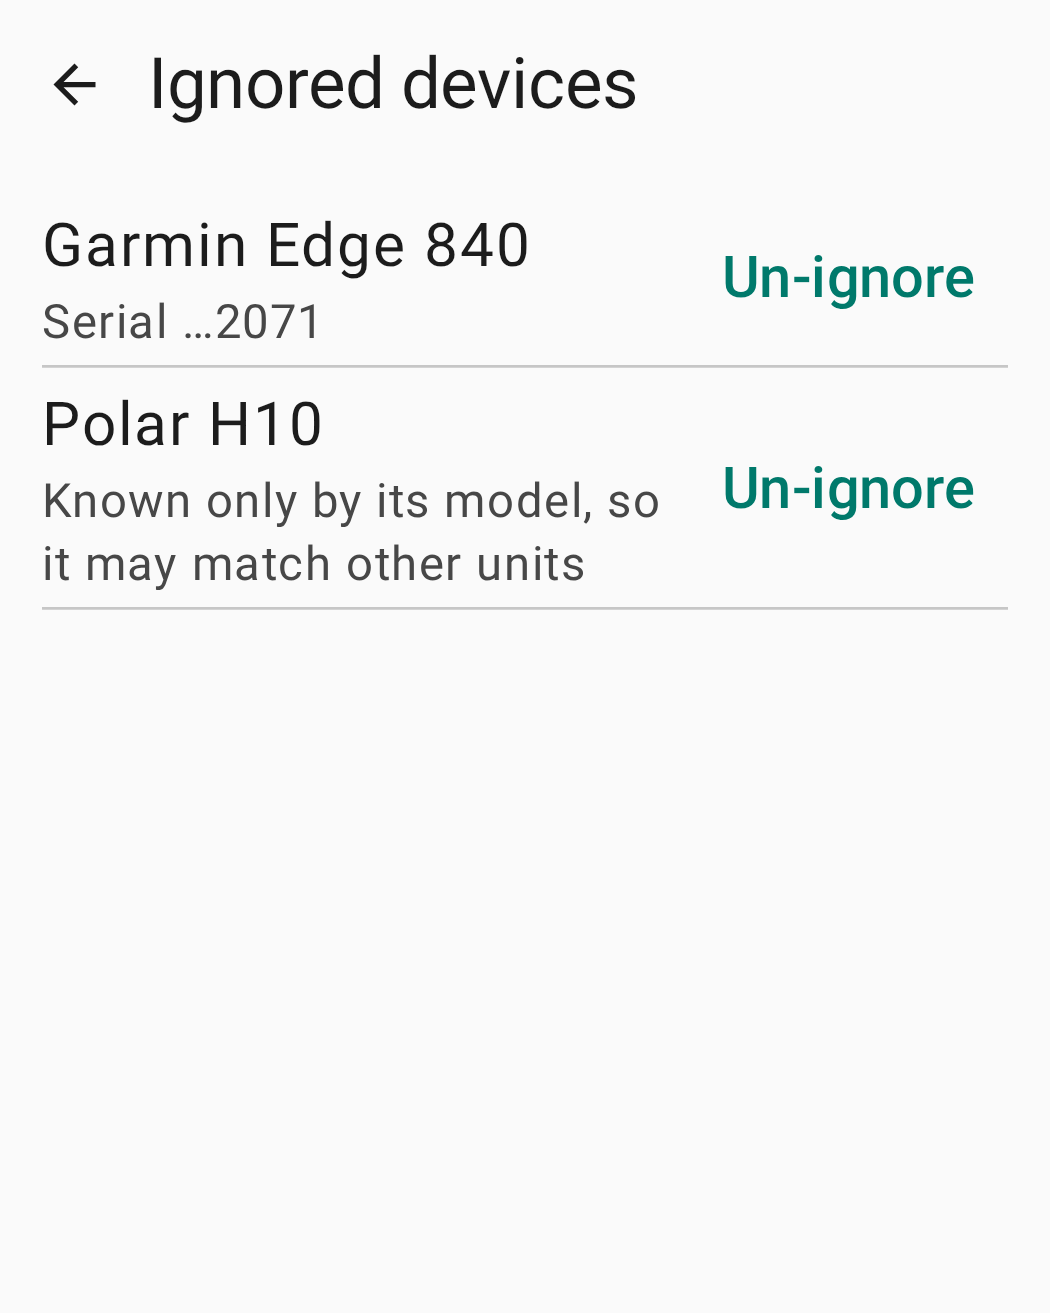 Ignored devices
Garmin Edge 840
Serial …2071
Un-ignore
Polar H10
Known only by its model, so
it may match other units
Un-ignore